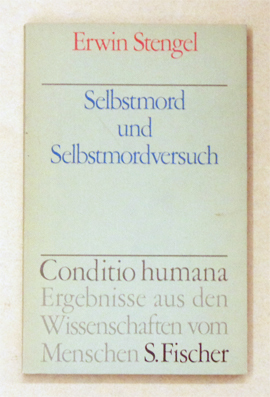 Erwin Stengel
Selbstmord
und
Selbstmordversuch
Conditio humana
Ergebnisse aus den
Wissenschaften vom
Menschen S. Fischer